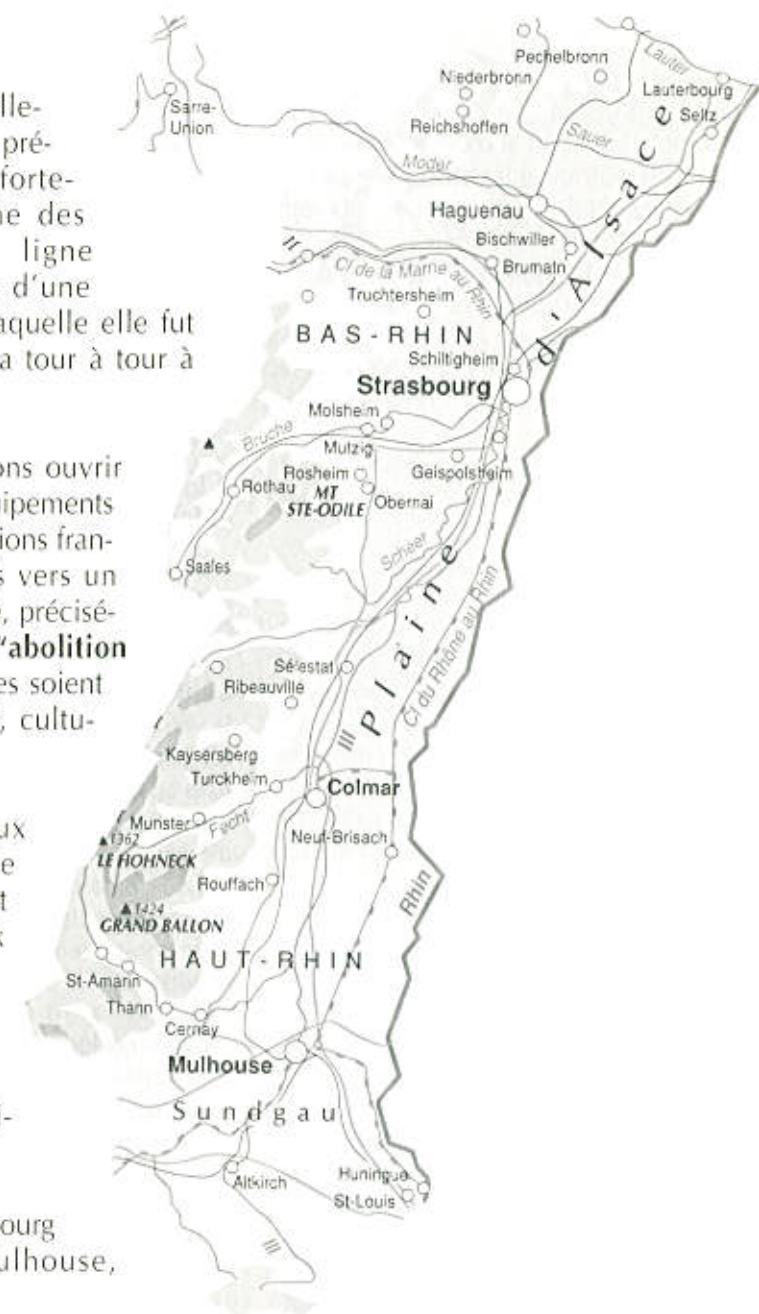 lle-
pré-
forte-
ne des
ligne
d'une
aquelle elle fut
a tour à tour à
ons ouvrir
uipements
ions fran-
s vers un
, précisé-
"abolition
es soient
, cultu-
ux
e
t
x
i-
ourg
ulhouse,
Sarre-
Union
Pechelbronn
Niederbronn
Reichshoffen
Lauter
Lauterbourg
Seltz
Sauer
Moder
Haguenau
Bischwiller
Brumath
Cl de la Marne au Rhin
Truchtersheim
BAS-RHIN
Schiltigheim
Strasbourg
Molsheim
Bruche
Mutzig
Rosheim
Geispolsheim
Rothau
MT
STE-ODILE
Obernai
Scheer
Saales
Plaine d'Alsace
Sélestat
Ribeauville
Cl du Rhône au Rhin
Ill
Kaysersberg
Turckheim
Colmar
Munster
Fecht
1362
LE HOHNECK
Neuf-Brisach
Rouffach
Rhin
1424
GRAND BALLON
HAUT-RHIN
St-Amarin
Thann
Cernay
Mulhouse
Sundgau
Altkirch
Huningue
St-Louis
Ill